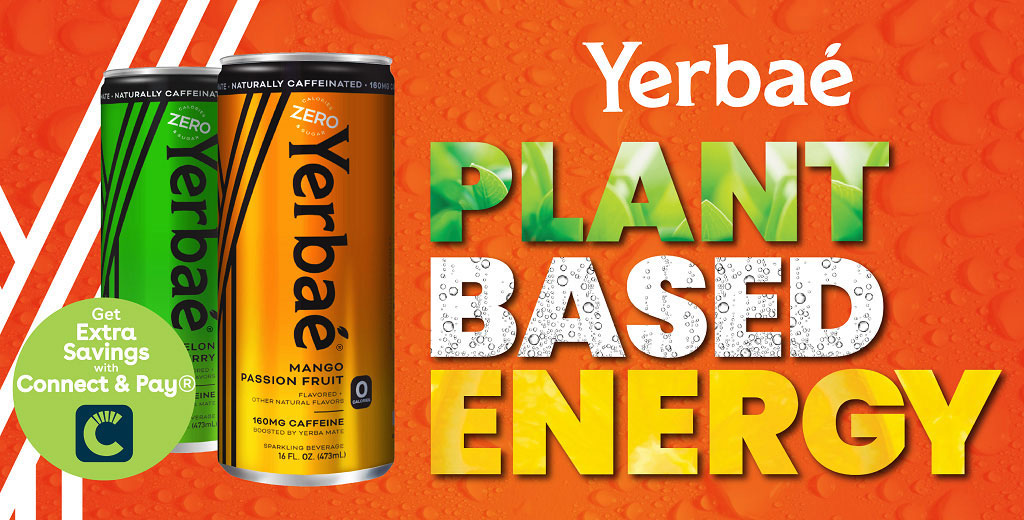 Yerbaé
PLANT
BASED
ENERGY
NATURALLY CAFFEINATED
ZERO
Yerbaé
NATURALLY CAFFEINATED • 160MG
CALORIES
ZERO
& SUGAR
Yerbaé®
MANGO
PASSION FRUIT
FLAVORED +
OTHER NATURAL FLAVORS
0
CALORIES
160MG CAFFEINE
BOOSTED BY YERBA MATE
SPARKLING BEVERAGE
16 FL. OZ. (473mL)
Get
Extra
Savings
with
Connect & Pay®
C